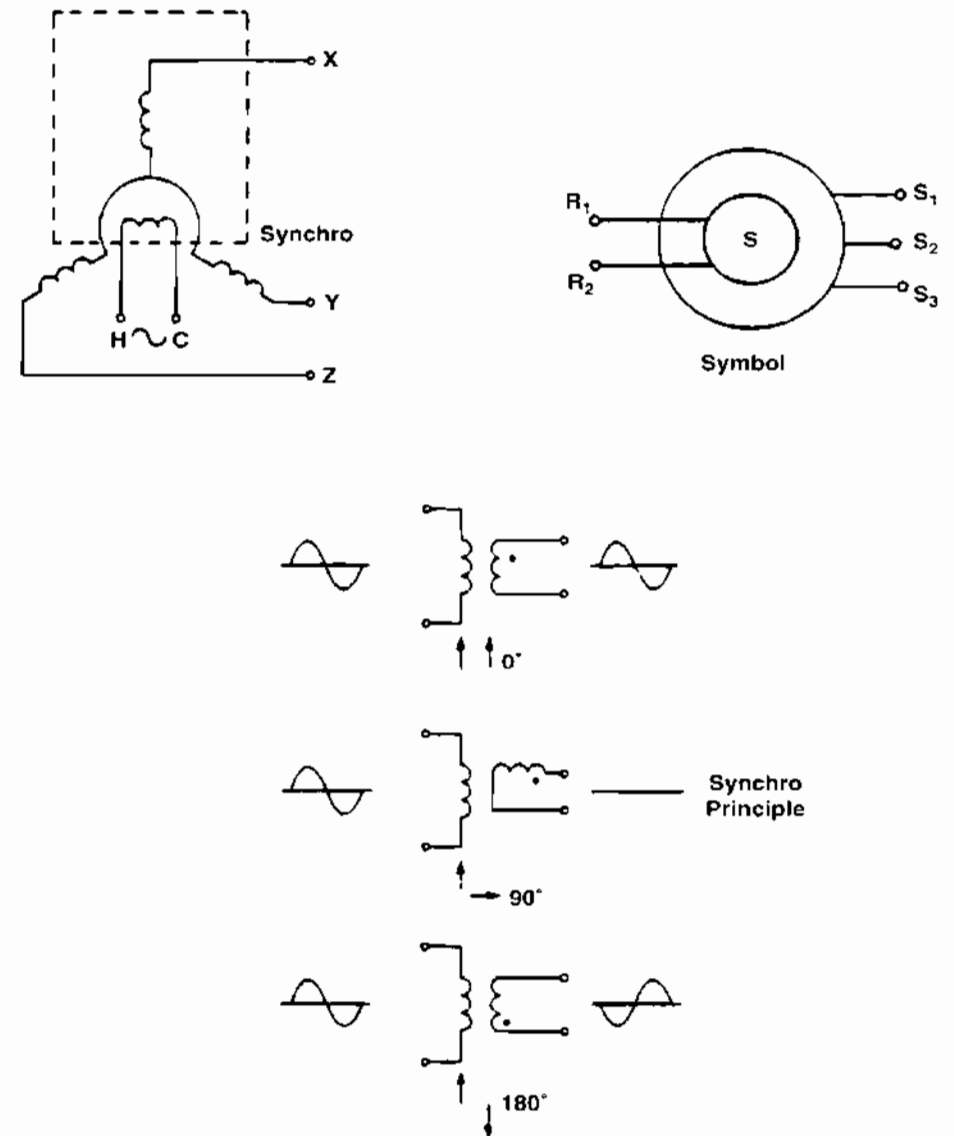 X
Synchro
Y
H C
Z
R₁
R₂
S
S₁
S₂
S₃
Symbol
0°
Synchro
Principle
90°
180°